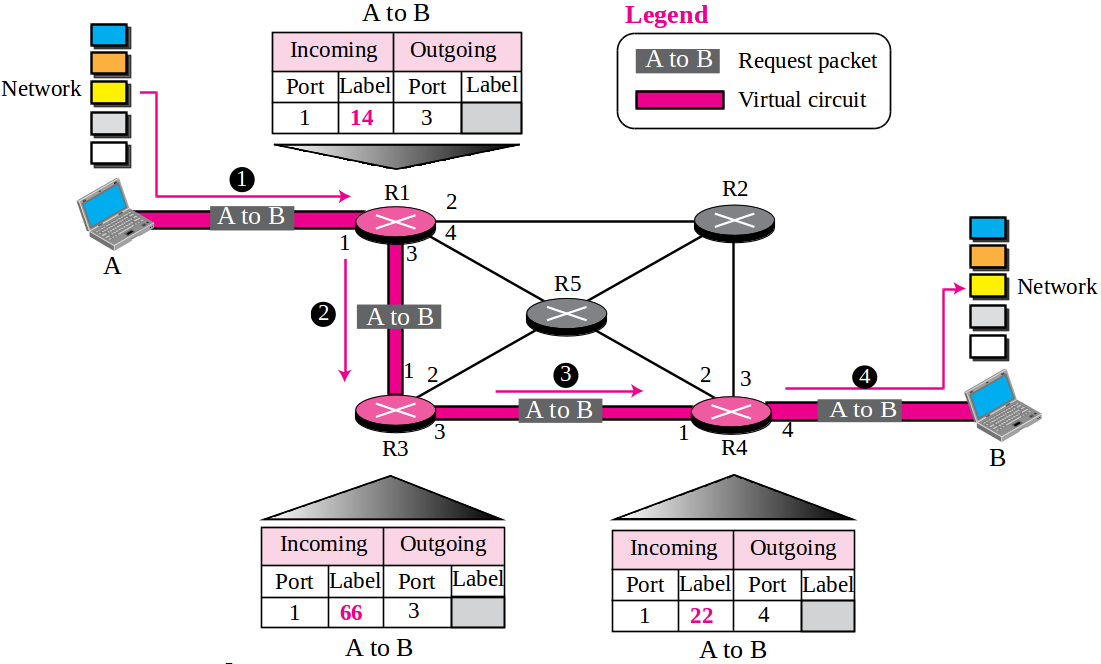 A to B
Legend
Incoming Outgoing
Port Label Port Label
1 14 3
A to B Request packet
Virtual circuit
Network
1
A to B
A
R1
1
2
4
3
R2
2
A to B
R5
1
2
R3
3
3
A to B
2
3
1
R4
4
4
A to B
Network
B
Incoming Outgoing
Port Label Port Label
1 66 3
A to B
Incoming Outgoing
Port Label Port Label
1 22 4
A to B